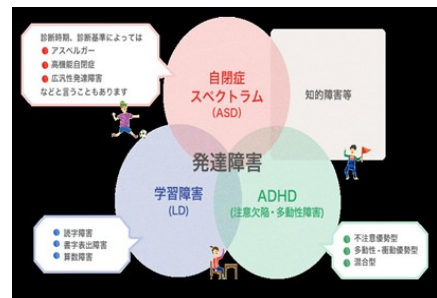 診断時期、診断基準によっては
アスペルガー
高機能自閉症
広汎性発達障害
などと言うこともあります
自閉症
スペクトラム
(ASD)
知的障害等
発達障害
学習障害
(LD)
ADHD
(注意欠陥・多動性障害)
読字障害
書字表出障害
算数障害
不注意優勢型
多動性・衝動優勢型
混合型